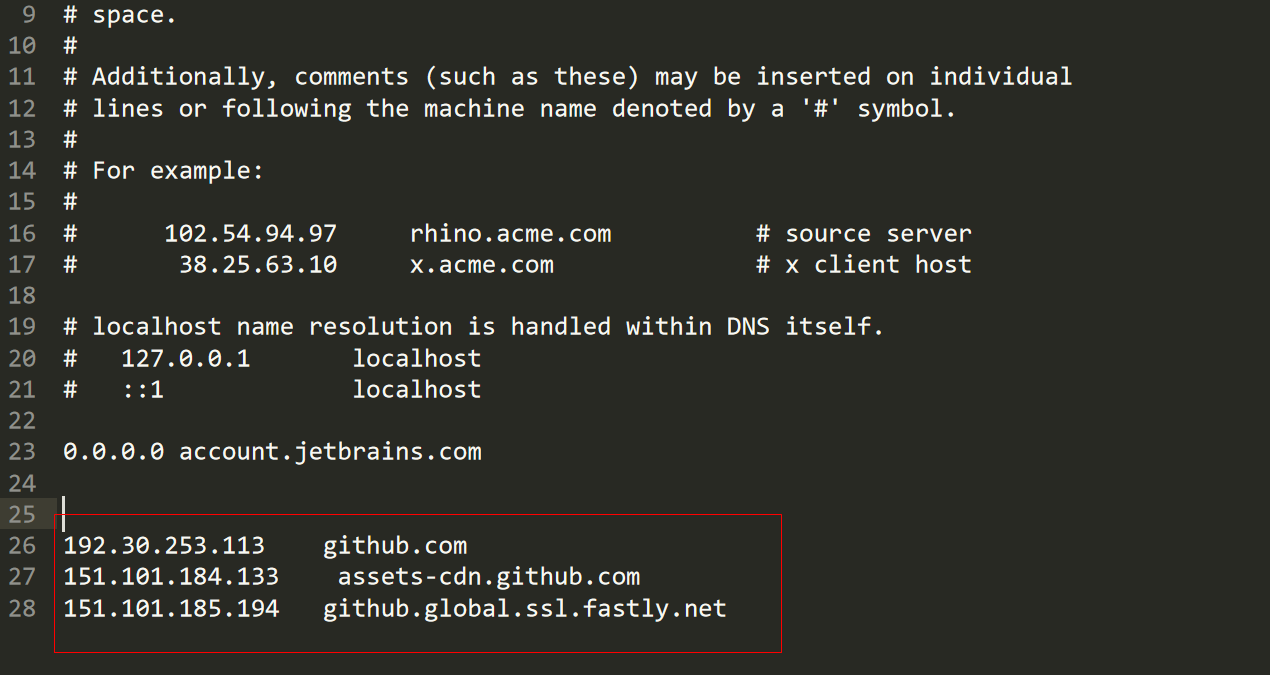 9 # space.
10 #
11 # Additionally, comments (such as these) may be inserted on individual
12 # lines or following the machine name denoted by a '#' symbol.
13 #
14 # For example:
15 #
16 #      102.54.94.97     rhino.acme.com          # source server
17 #       38.25.63.10     x.acme.com              # x client host
18
19 # localhost name resolution is handled within DNS itself.
20 #   127.0.0.1       localhost
21 #   ::1             localhost
22
23 0.0.0.0 account.jetbrains.com
24
25
26 192.30.253.113    github.com
27 151.101.184.133    assets-cdn.github.com
28 151.101.185.194   github.global.ssl.fastly.net